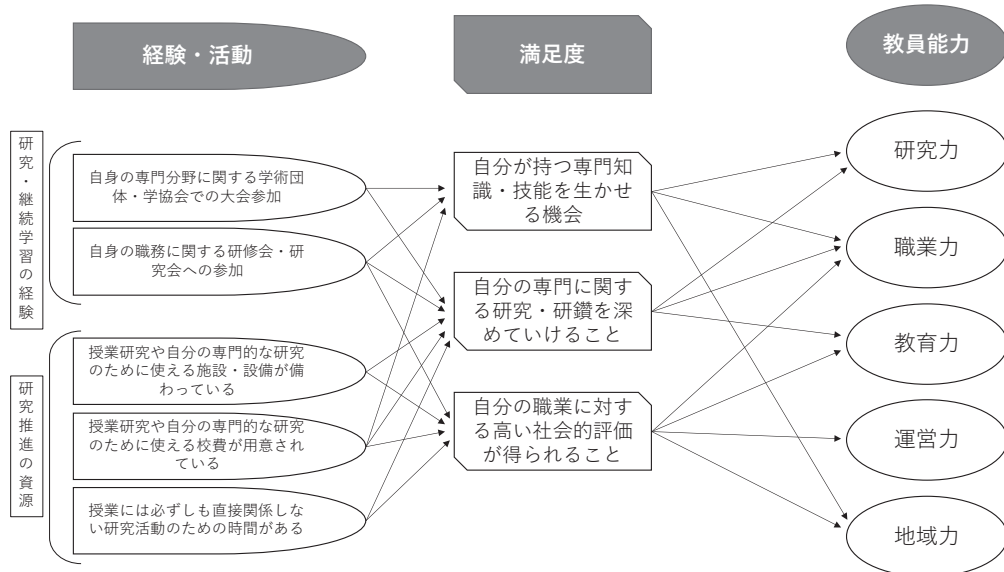 経験・活動
満足度
教員能力
研究・継続学習の経験
自身の専門分野に関する学術団
体・学協会での大会参加
自身の職務に関する研修会・研
究会への参加
研究推進の資源
授業研究や自分の専門的な研究
のために使える施設・設備が備
わっている
授業研究や自分の専門的な研究
のために使える校費が用意され
ている
授業には必ずしも直接関係しな
い研究活動のための時間がある
自分が持つ専門知
識・技能を生かせ
る機会
自分の専門に関す
る研究・研鑽を深
めていけること
自分の職業に対す
る高い社会的評価
が得られること
研究力
職業力
教育力
運営力
地域力